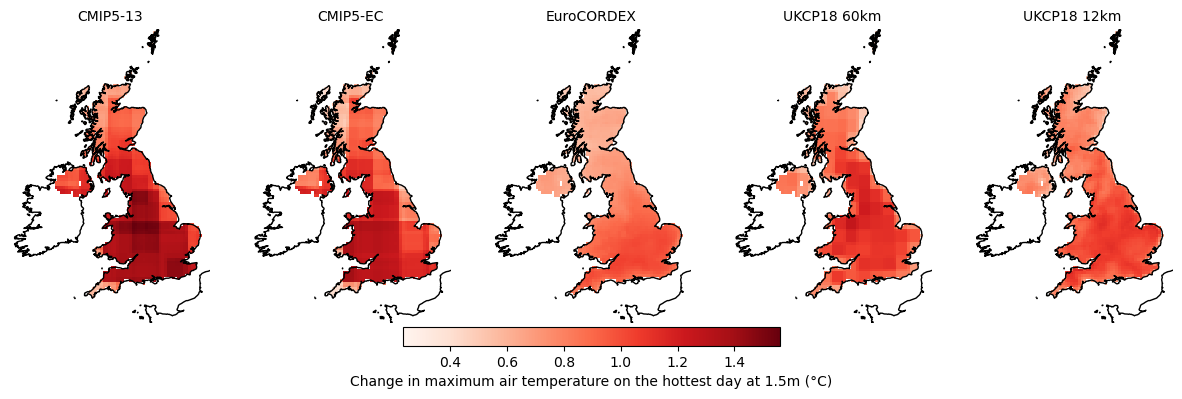 CMIP5-13 CMIP5-EC EuroCORDEX UKCP18 60km UKCP18 12km
0.4 0.6 0.8 1.0 1.2 1.4
Change in maximum air temperature on the hottest day at 1.5m (°C)